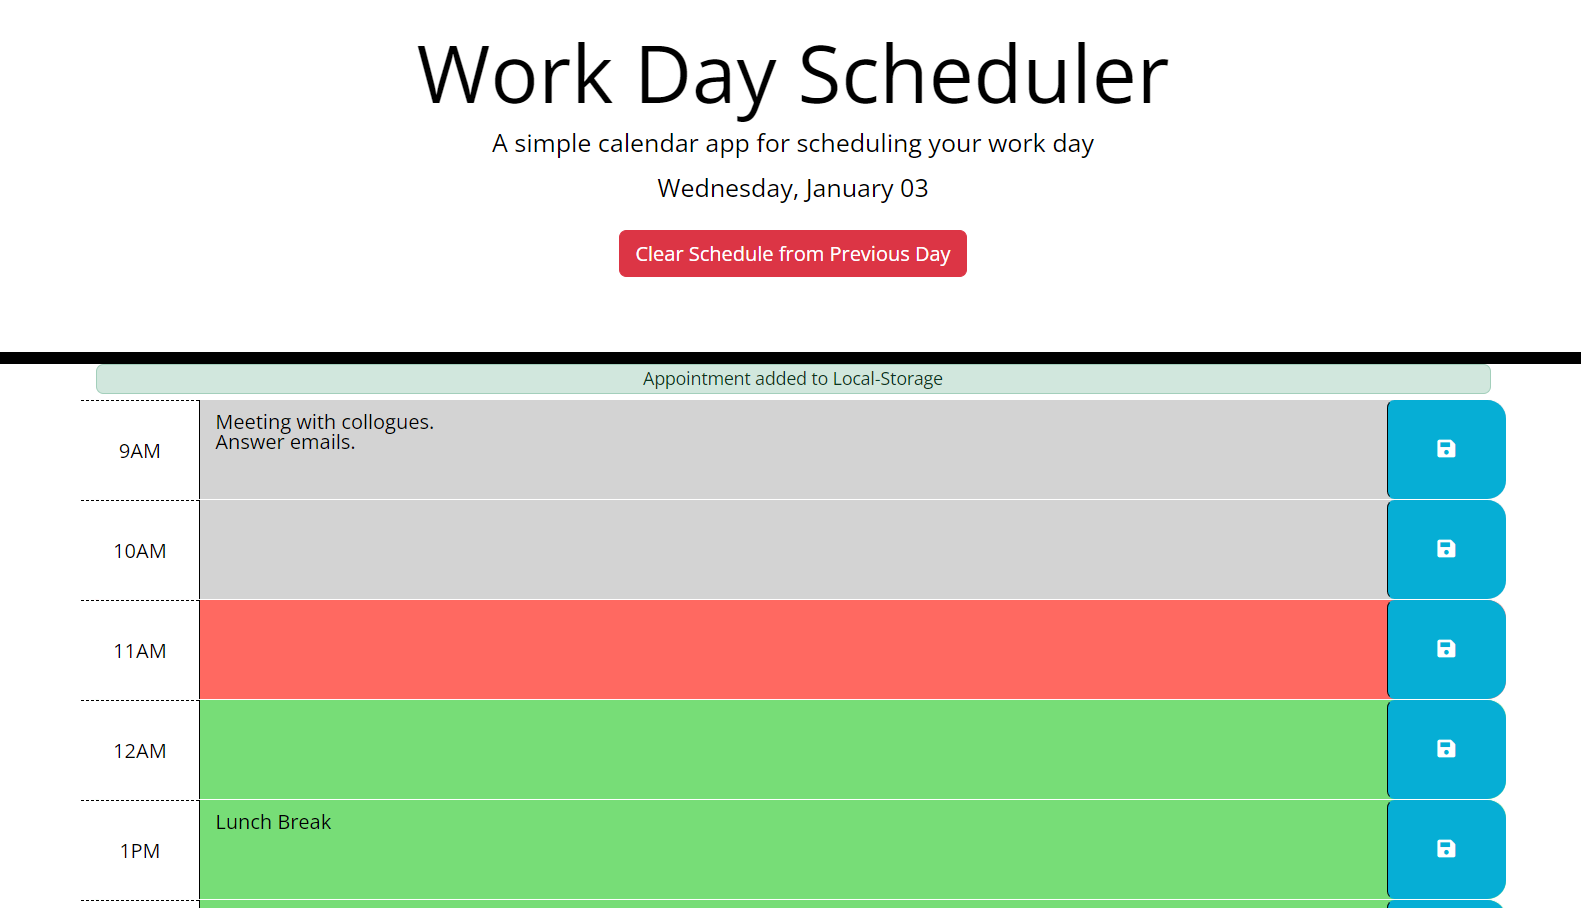 Work Day Scheduler
A simple calendar app for scheduling your work day
Wednesday, January 03
Clear Schedule from Previous Day
Appointment added to Local-Storage
9AM
Meeting with collogues.
Answer emails.
10AM
11AM
12AM
1PM
Lunch Break